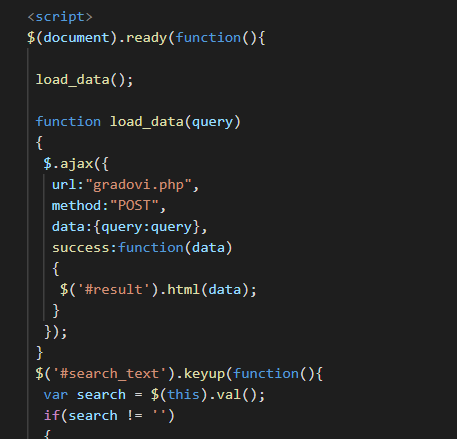 <script>
$(document).ready(function(){
load_data();
function load_data(query)
{
$.ajax({
url:"gradovi.php",
method:"POST",
data:{query:query},
success:function(data)
{
$('#result').html(data);
}
});
}
$('#search_text').keyup(function(){
var search = $(this).val();
if(search != '')
{